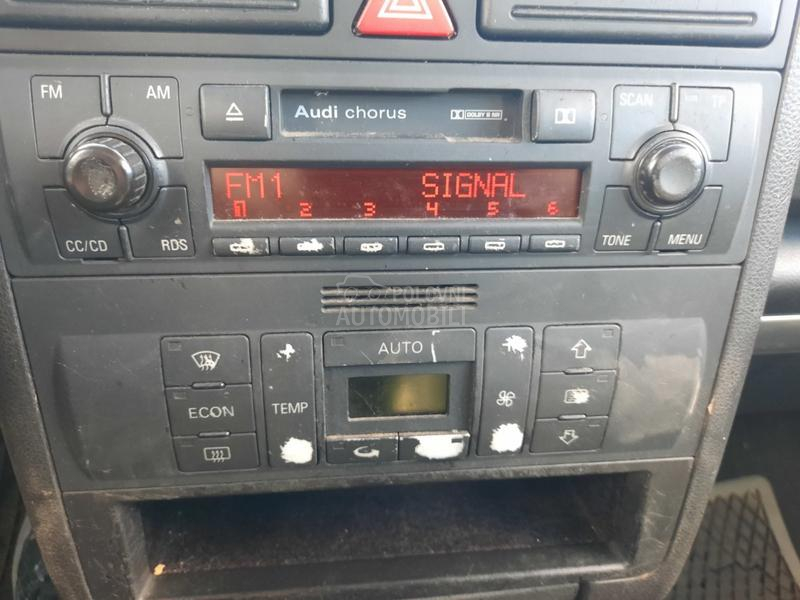 FM
AM
Audi chorus
DOLBY B NR
SCAN
TP
FM1 SIGNAL
1 2 3 4 5 6
CC/CD
RDS
TONE
MENU
POLOVNI
AUTOMOBILI
AUTO
ECON
TEMP